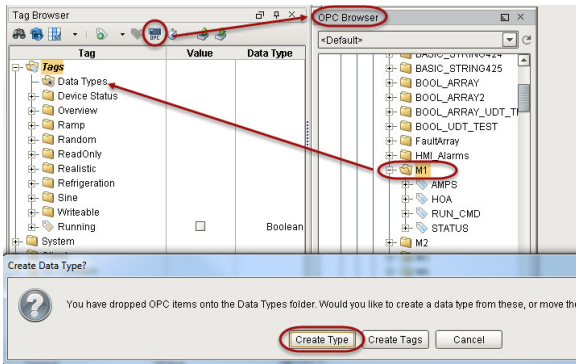 Tag Browser
OPC
Tag Value Data Type
Tags
Data Types
Device Status
Overview
Ramp
Random
ReadOnly
Realistic
Refrigeration
Sine
Writeable
Running Boolean
System
OPC Browser
<Default>
BASIC_STRING424
BASIC_STRING425
BOOL_ARRAY
BOOL_ARRAY2
BOOL_ARRAY_UDT_T
BOOL_UDT_TEST
FaultArray
HMI_Alarms
M1
AMPS
HOA
RUN_CMD
STATUS
M2
Create Data Type?
You have dropped OPC items onto the Data Types folder. Would you like to create a data type from these, or move the
Create Type Create Tags Cancel